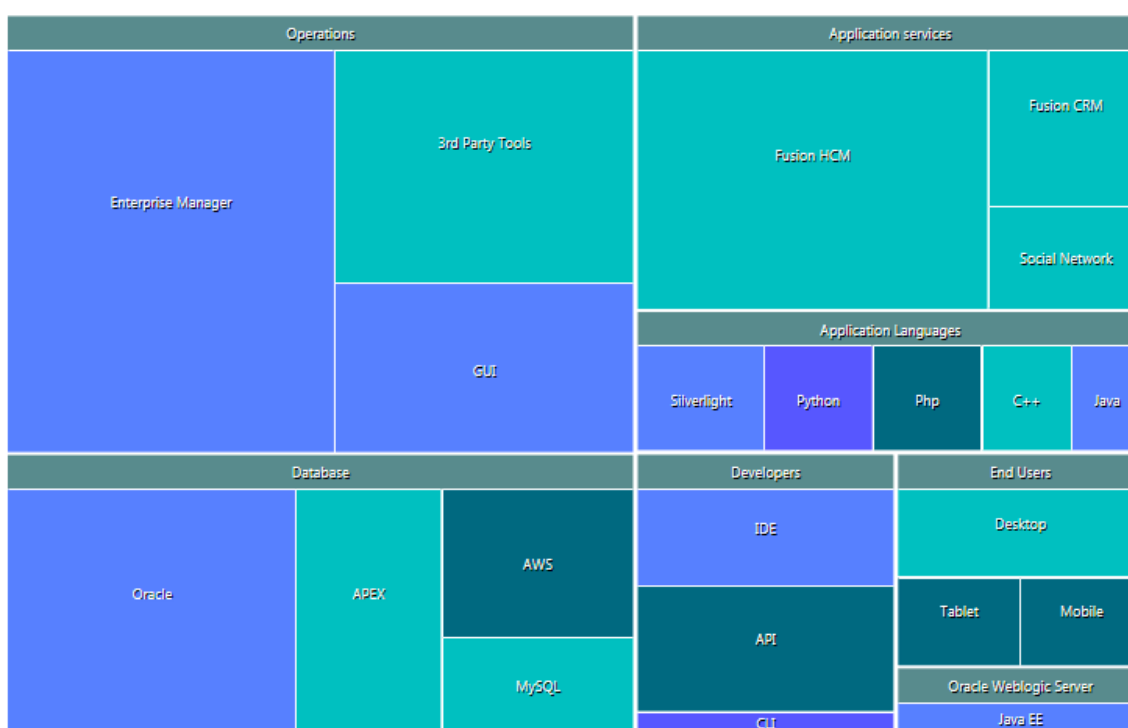 Operations
Enterprise Manager
3rd Party Tools
GUI
Application services
Fusion HCM
Fusion CRM
Social Network
Application Languages
Silverlight
Python
Php
C++
Java
Database
Oracle
APEX
AWS
MySQL
Developers
IDE
API
CLI
End Users
Desktop
Tablet
Mobile
Oracle Weblogic Server
Java EE